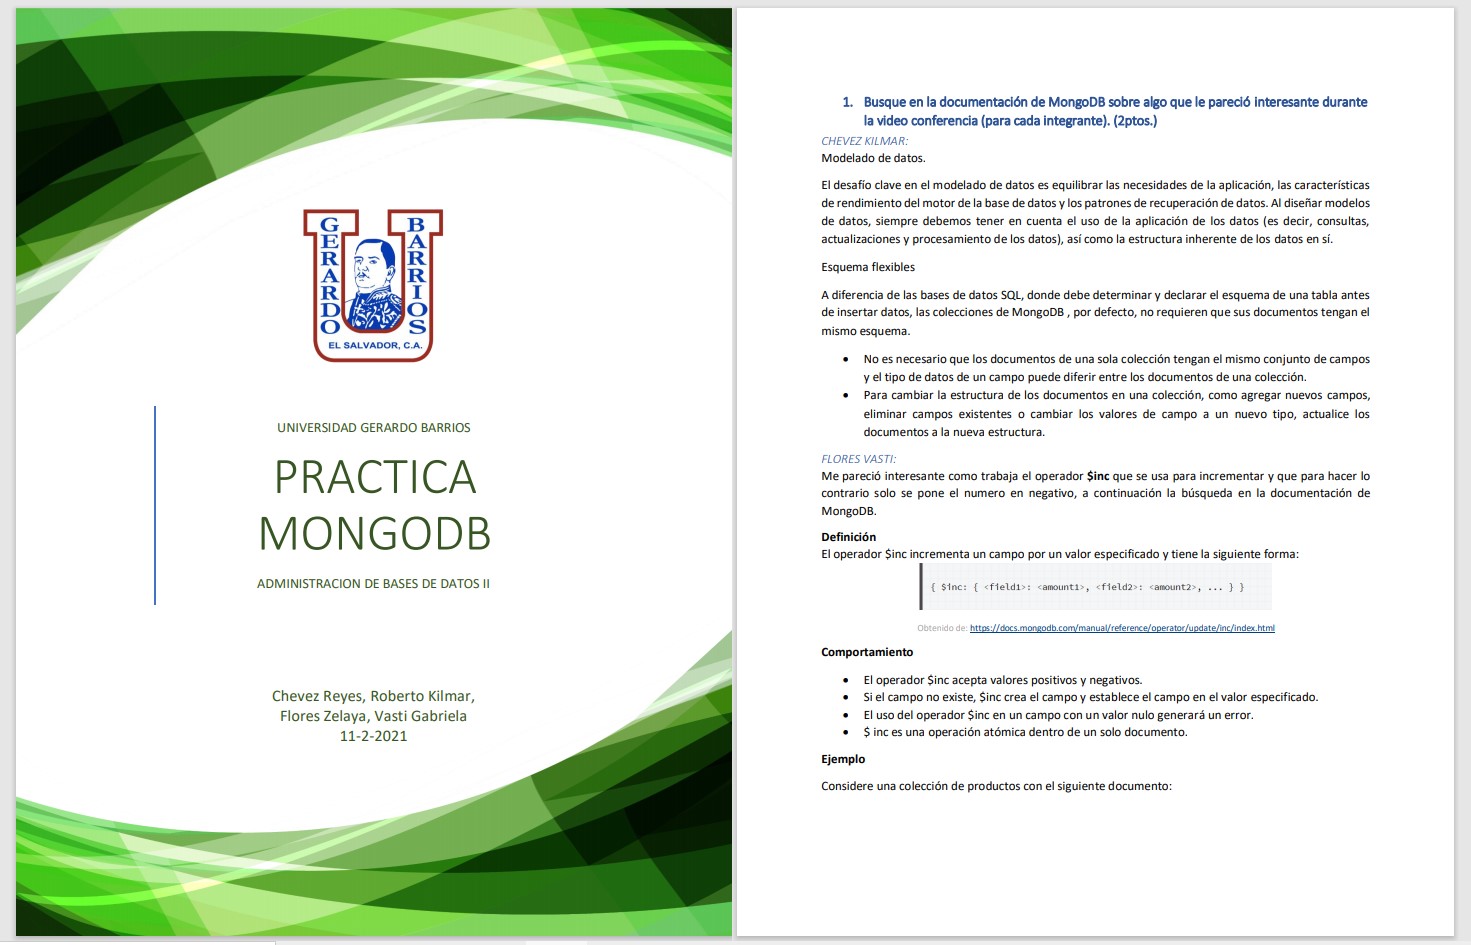 GERARDO
BARRIOS
EL SALVADOR, C.A.
UNIVERSIDAD GERARDO BARRIOS
PRACTICA
MONGODB
ADMINISTRACION DE BASES DE DATOS II
Chevez Reyes, Roberto Kilmar,
Flores Zelaya, Vasti Gabriela
11-2-2021
1. Busque en la documentación de MongoDB sobre algo que le pareció interesante durante
la video conferencia (para cada integrante). (2ptos.)
CHEVEZ KILMAR:
Modelado de datos.
El desafío clave en el modelado de datos es equilibrar las necesidades de la aplicación, las características
de rendimiento del motor de la base de datos y los patrones de recuperación de datos. Al diseñar modelos
de datos, siempre debemos tener en cuenta el uso de la aplicación de los datos (es decir, consultas,
actualizaciones y procesamiento de los datos), así como la estructura inherente de los datos en sí.
Esquema flexibles
A diferencia de las bases de datos SQL, donde debe determinar y declarar el esquema de una tabla antes
de insertar datos, las colecciones de MongoDB , por defecto, no requieren que sus documentos tengan el
mismo esquema.
• No es necesario que los documentos de una sola colección tengan el mismo conjunto de campos
y el tipo de datos de un campo puede diferir entre los documentos de una colección.
• Para cambiar la estructura de los documentos en una colección, como agregar nuevos campos,
eliminar campos existentes o cambiar los valores de campo a un nuevo tipo, actualice los
documentos a la nueva estructura.
FLORES VASTI:
Me pareció interesante como trabaja el operador $inc que se usa para incrementar y que para hacer lo
contrario solo se pone el numero en negativo, a continuación la búsqueda en la documentación de
MongoDB.
Definición
El operador $inc incrementa un campo por un valor especificado y tiene la siguiente forma:
{ $inc: { <field1>: <amount1>, <field2>: <amount2>, ... } }
Obtenido de: https://docs.mongodb.com/manual/reference/operator/update/inc/index.html
Comportamiento
• El operador $inc acepta valores positivos y negativos.
• Si el campo no existe, $inc crea el campo y establece el campo en el valor especificado.
• El uso del operador $inc en un campo con un valor nulo generará un error.
• $ inc es una operación atómica dentro de un solo documento.
Ejemplo
Considere una colección de productos con el siguiente documento: